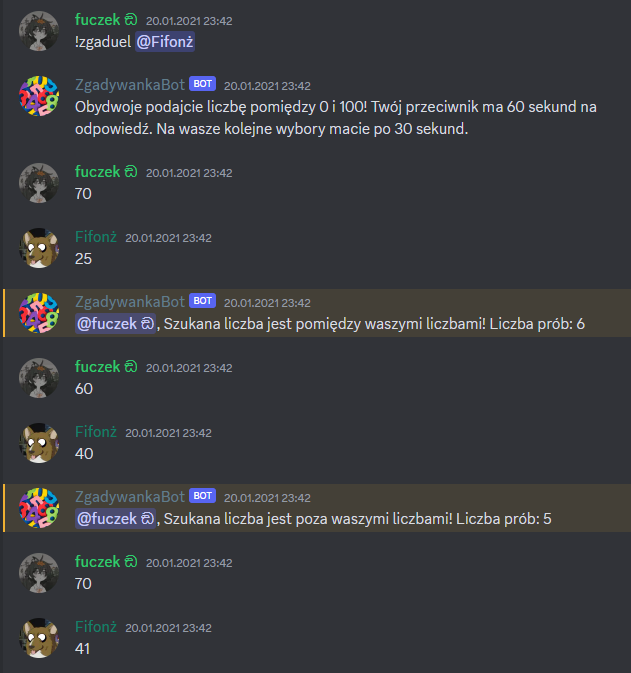 fuczek ඞ 20.01.2021 23:42
!zgaduel @Fifonż
ZgadywankaBot BOT 20.01.2021 23:42
Obydwoje podajcie liczbę pomiędzy 0 i 100! Twój przeciwnik ma 60 sekund na
odpowiedź. Na wasze kolejne wybory macie po 30 sekund.
fuczek ඞ 20.01.2021 23:42
70
Fifonż 20.01.2021 23:42
25
ZgadywankaBot BOT 20.01.2021 23:42
@fuczek ඞ, Szukana liczba jest pomiędzy waszymi liczbami! Liczba prób: 6
fuczek ඞ 20.01.2021 23:42
60
Fifonż 20.01.2021 23:42
40
ZgadywankaBot BOT 20.01.2021 23:42
@fuczek ඞ, Szukana liczba jest poza waszymi liczbami! Liczba prób: 5
fuczek ඞ 20.01.2021 23:42
70
Fifonż 20.01.2021 23:42
41